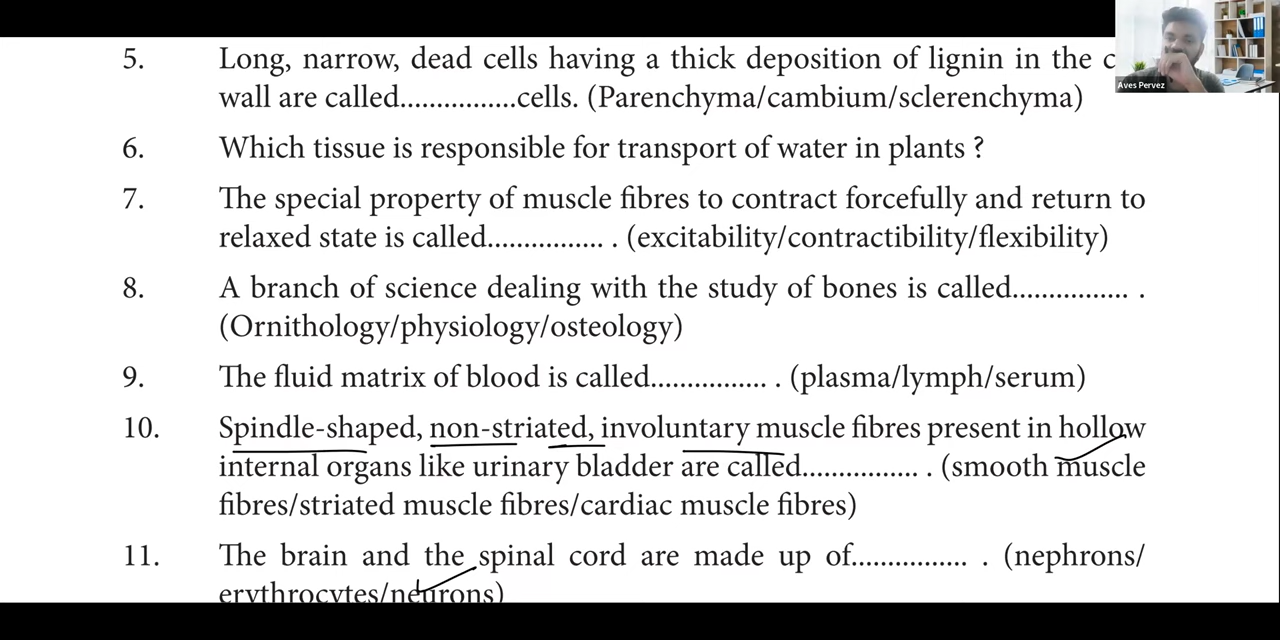 5. Long, narrow, dead cells having a thick deposition of lignin in the c
wall are called................cells. (Parenchyma/cambium/sclerenchyma)
Aves Pervez
6. Which tissue is responsible for transport of water in plants ?
7. The special property of muscle fibres to contract forcefully and return to
relaxed state is called................ . (excitability/contractibility/flexibility)
8. A branch of science dealing with the study of bones is called................ .
(Ornithology/physiology/osteology)
9. The fluid matrix of blood is called................ . (plasma/lymph/serum)
10. Spindle-shaped, non-striated, involuntary muscle fibres present in hollow
internal organs like urinary bladder are called................ . (smooth muscle
fibres/striated muscle fibres/cardiac muscle fibres)
11. The brain and the spinal cord are made up of................ . (nephrons/
erythrocytes/neurons)